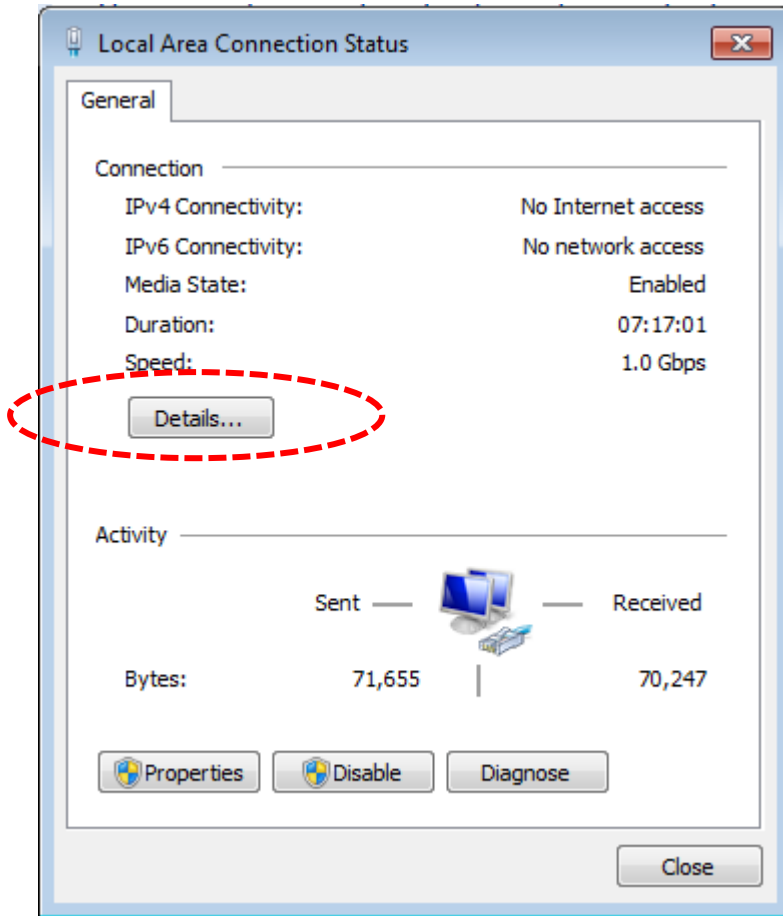 Local Area Connection Status
General
Connection
IPv4 Connectivity: No Internet access
IPv6 Connectivity: No network access
Media State: Enabled
Duration: 07:17:01
Speed: 1.0 Gbps
Details...
Activity
Sent Received
Bytes: 71,655 70,247
Properties Disable Diagnose
Close